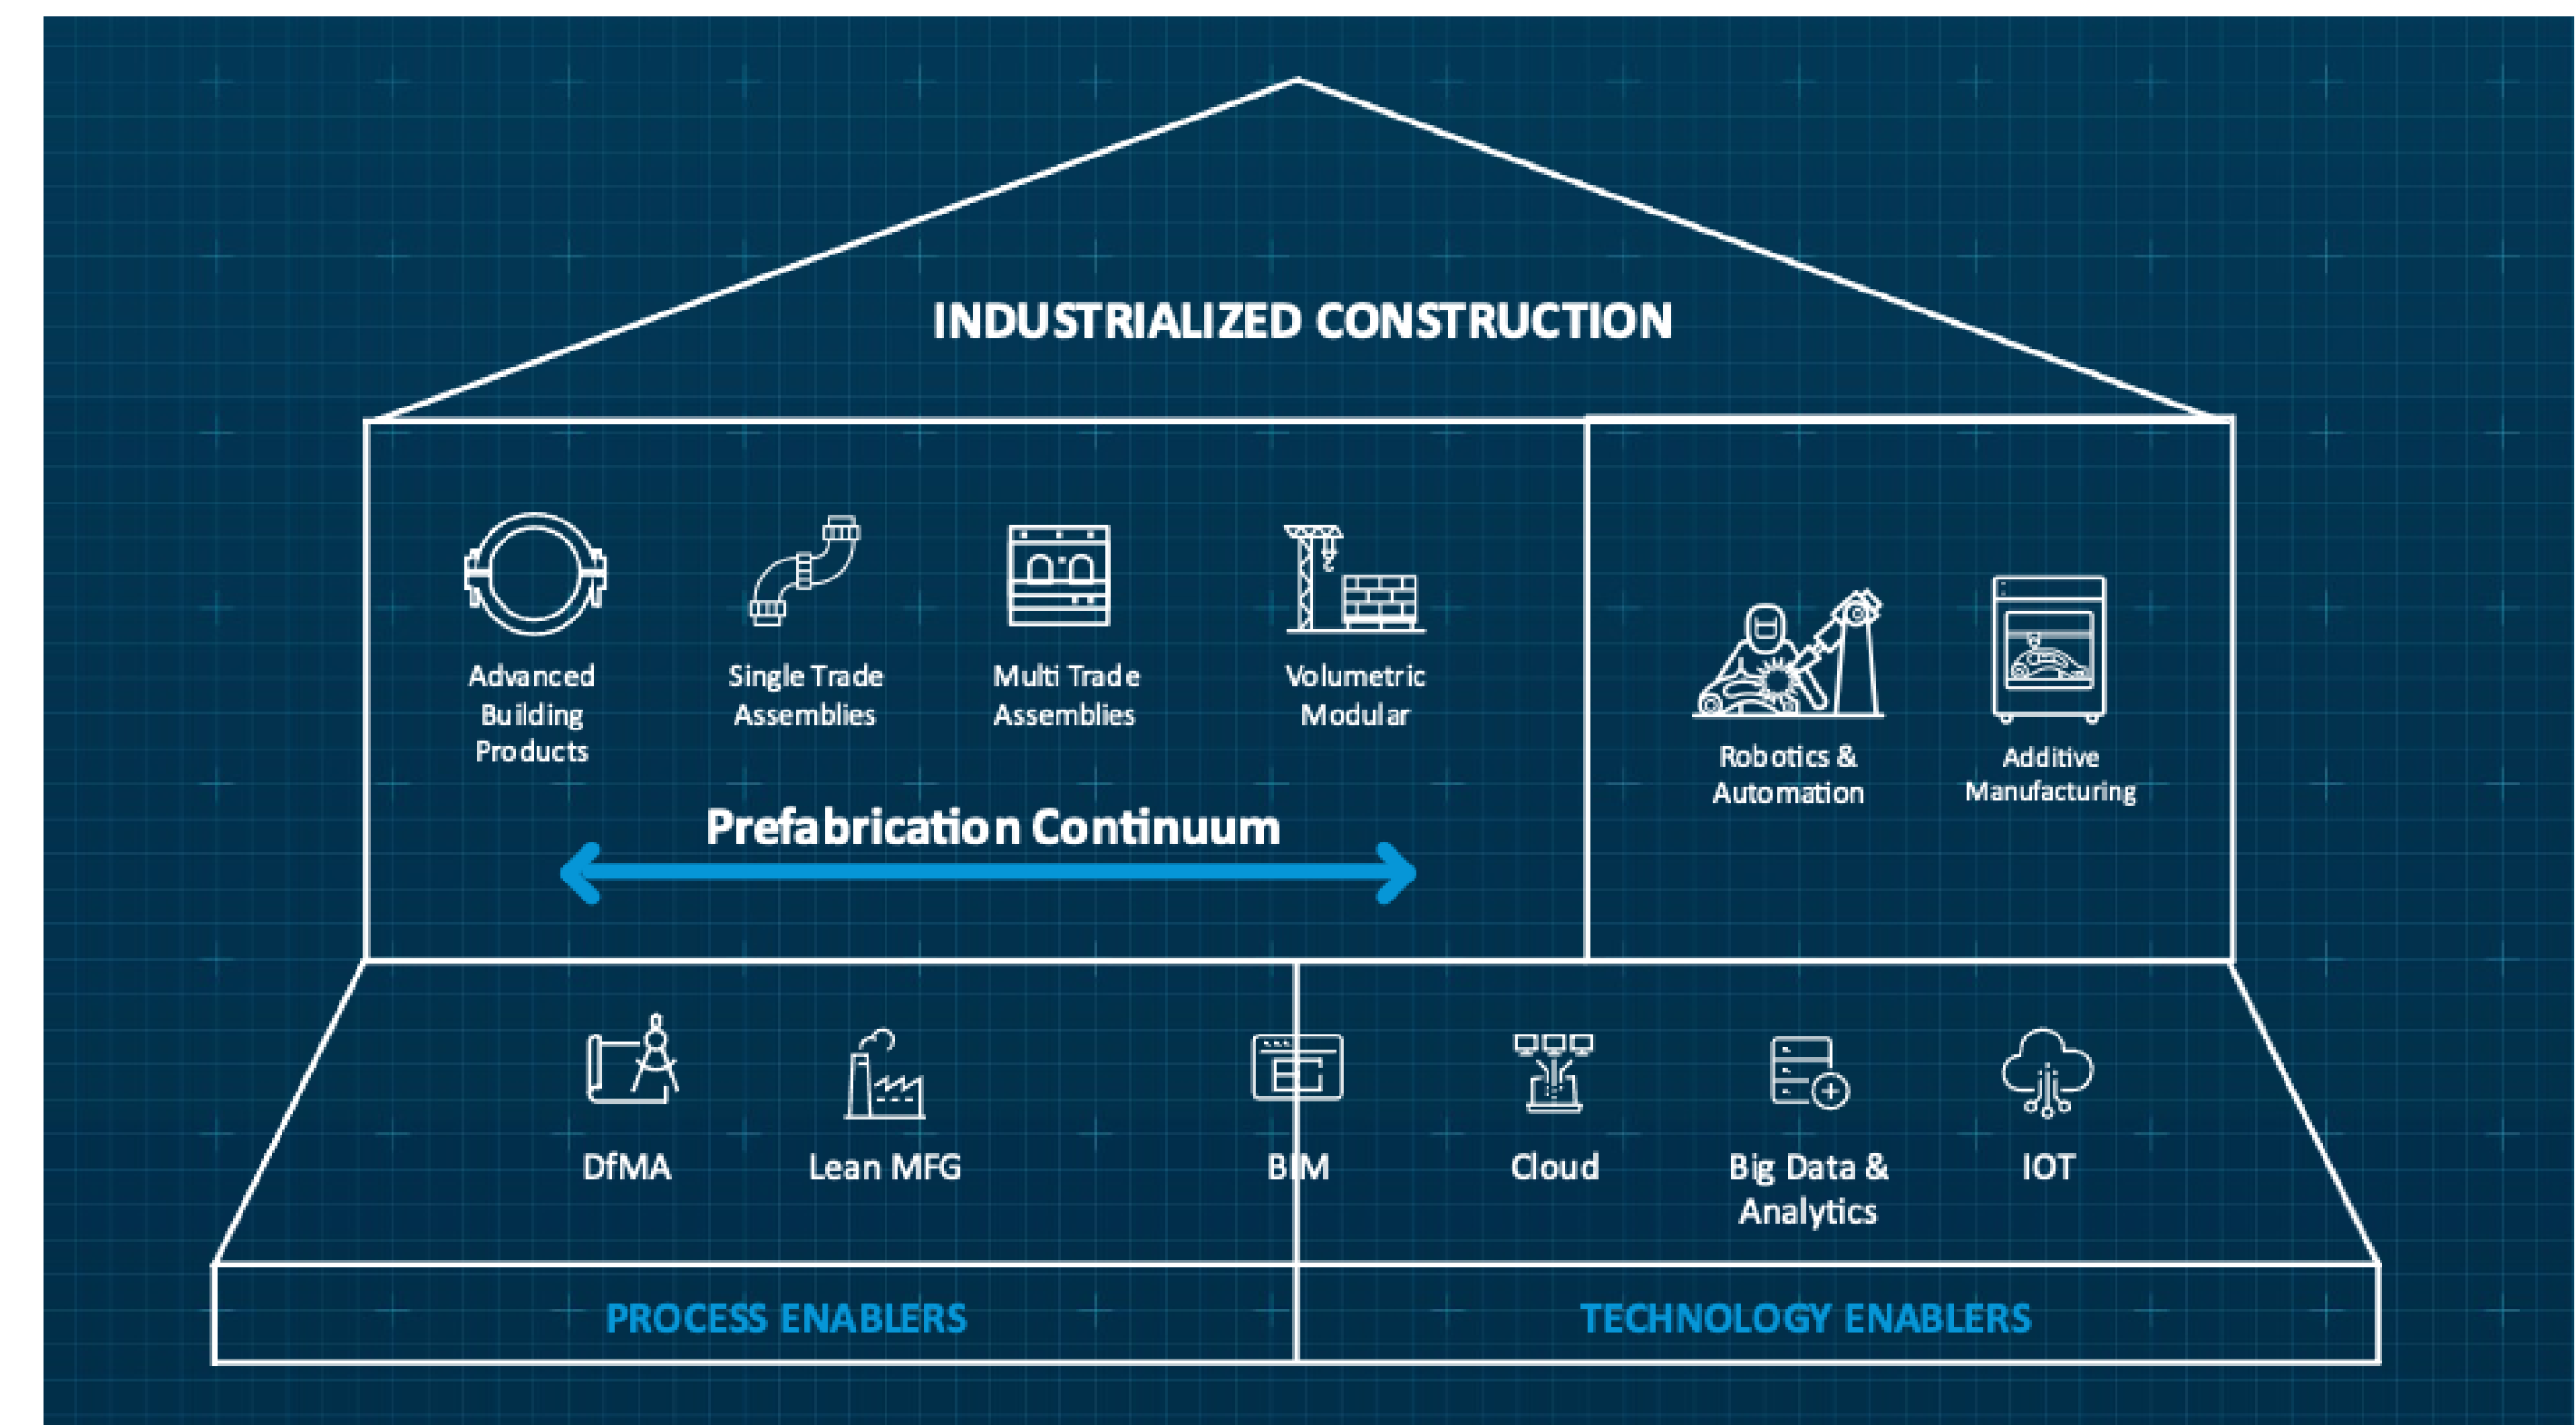 INDUSTRIALIZED CONSTRUCTION
Advanced
Building
Products
Single Trade
Assemblies
Multi Trade
Assemblies
Volumetric
Modular
Prefabrication Continuum
Robotics &
Automation
Additive
Manufacturing
DfMA
Lean MFG
BIM
Cloud
Big Data &
Analytics
IOT
PROCESS ENABLERS
TECHNOLOGY ENABLERS